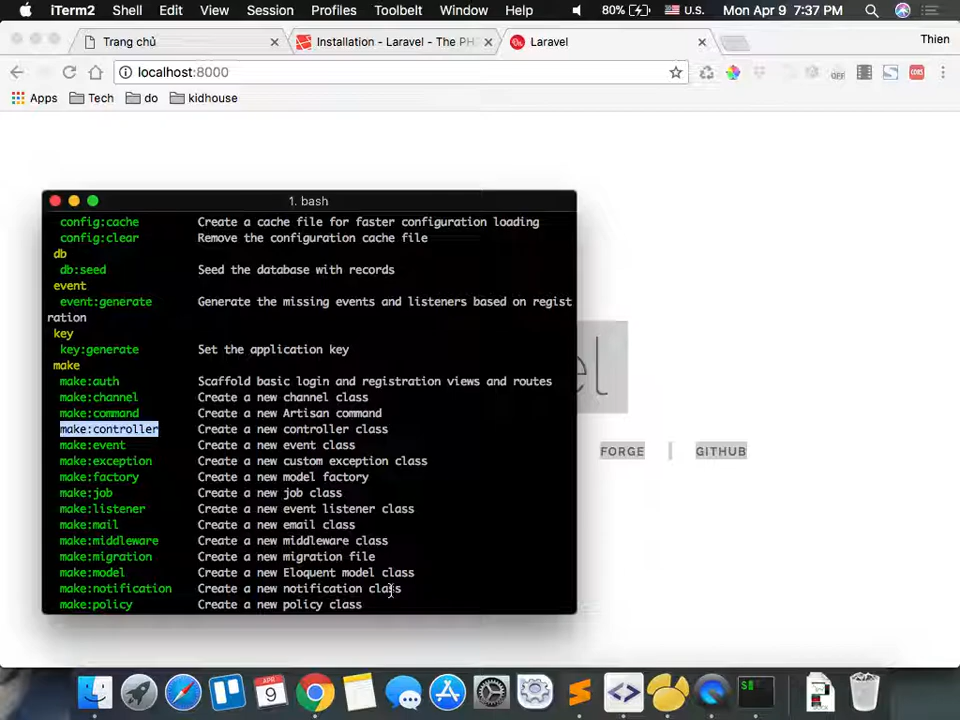 iTerm2 Shell Edit View Session Profiles Toolbelt Window Help 80% U.S. Mon Apr 9 7:37 PM
Trang chủ Installation - Laravel - The PH Laravel Thien
localhost:8000 OFF CORS
Apps Tech do kidhouse
1. bash
config:cache Create a cache file for faster configuration loading
config:clear Remove the configuration cache file
db
db:seed Seed the database with records
event
event:generate Generate the missing events and listeners based on regist
ration
key
key:generate Set the application key
make
make:auth Scaffold basic login and registration views and routes
make:channel Create a new channel class
make:command Create a new Artisan command
make:controller Create a new controller class
make:event Create a new event class
make:exception Create a new custom exception class
make:factory Create a new model factory
make:job Create a new job class
make:listener Create a new event listener class
make:mail Create a new email class
make:middleware Create a new middleware class
make:migration Create a new migration file
make:model Create a new Eloquent model class
make:notification Create a new notification class
make:policy Create a new policy class
el
FORGE GITHUB
APR
9